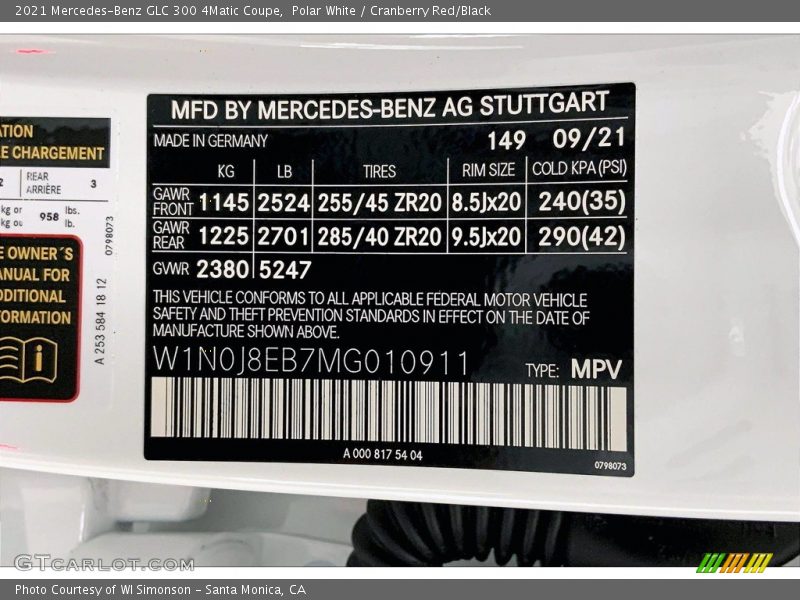 2021 Mercedes-Benz GLC 300 4Matic Coupe, Polar White / Cranberry Red/Black
ATION
E CHARGEMENT
2 REAR ARRIÈRE 3
kg or lbs.
kg ou 958 lb.
0798073
E OWNER´S
ANUAL FOR
DDITIONAL
FORMATION
A 253 584 18 12
MFD BY MERCEDES-BENZ AG STUTTGART
MADE IN GERMANY 149 09/21
KG LB TIRES RIM SIZE COLD KPA(PSI)
GAWR FRONT 1145 2524 255/45 ZR20 8.5Jx20 240(35)
GAWR REAR 1225 2701 285/40 ZR20 9.5Jx20 290(42)
GVWR 2380 5247
THIS VEHICLE CONFORMS TO ALL APPLICABLE FEDERAL MOTOR VEHICLE
SAFETY AND THEFT PREVENTION STANDARDS IN EFFECT ON THE DATE OF
MANUFACTURE SHOWN ABOVE.
W1N0J8EB7MG010911 TYPE: MPV
A 000 817 54 04
0798073
GTCarlot.com
Photo Courtesy of WI Simonson - Santa Monica, CA